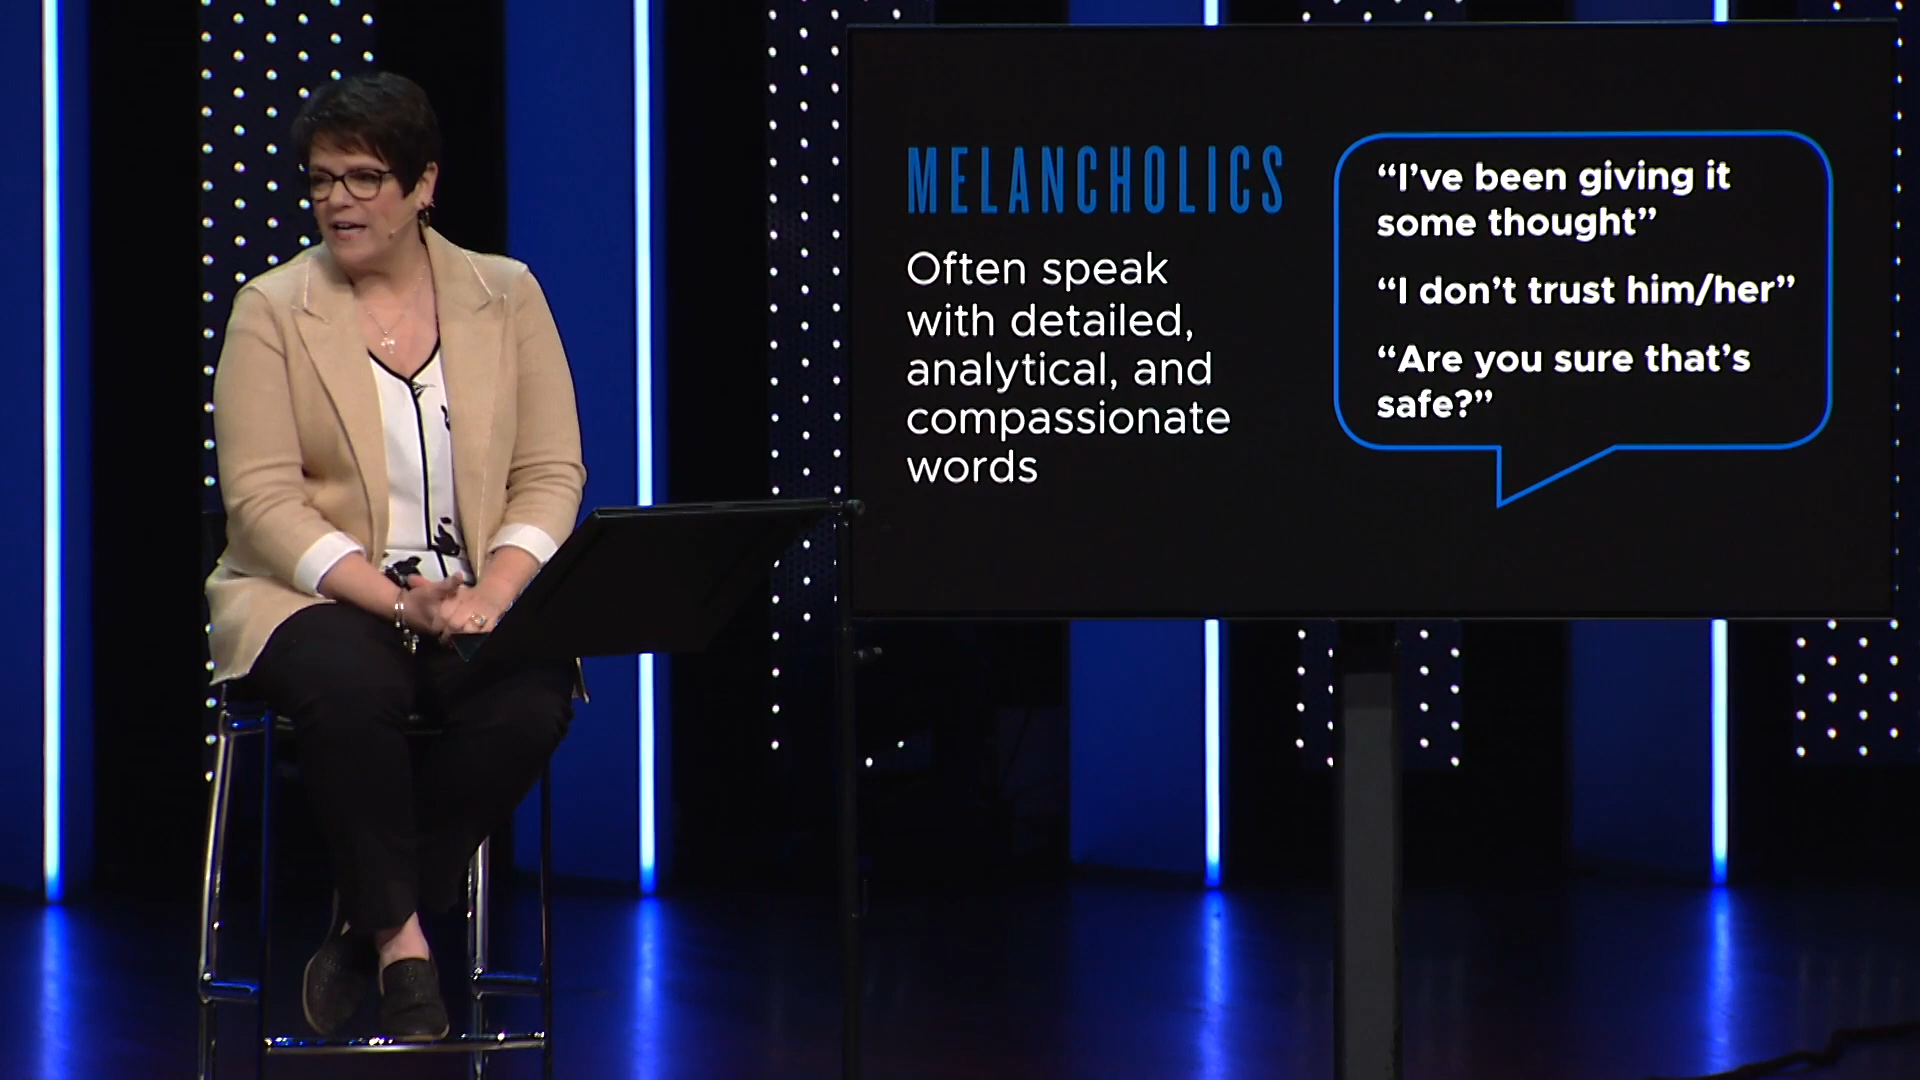 MELANCHOLICS
Often speak
with detailed,
analytical, and
compassionate
words
“I’ve been giving it
some thought”
“I don’t trust him/her”
“Are you sure that’s
safe?”